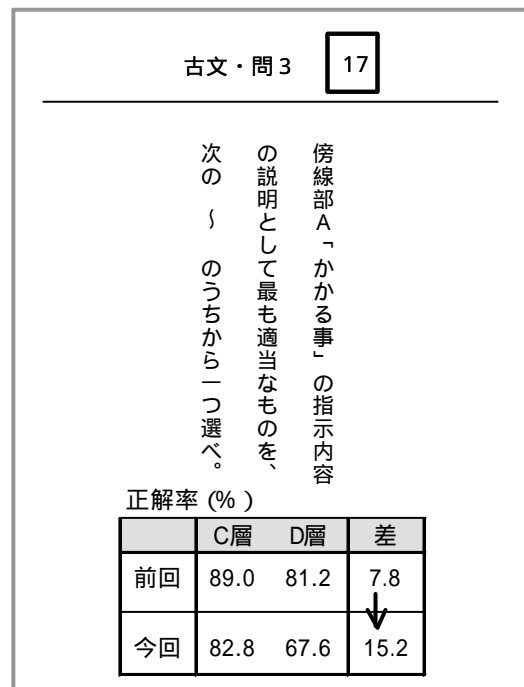 古文・問3 17
傍線部A「かかる事」の指示内容
の説明として最も適当なものを、
次の 〜 のうちから一つ選べ。
正解率 (% )
C層 D層 差
前回 89.0 81.2 7.8
今回 82.8 67.6 15.2